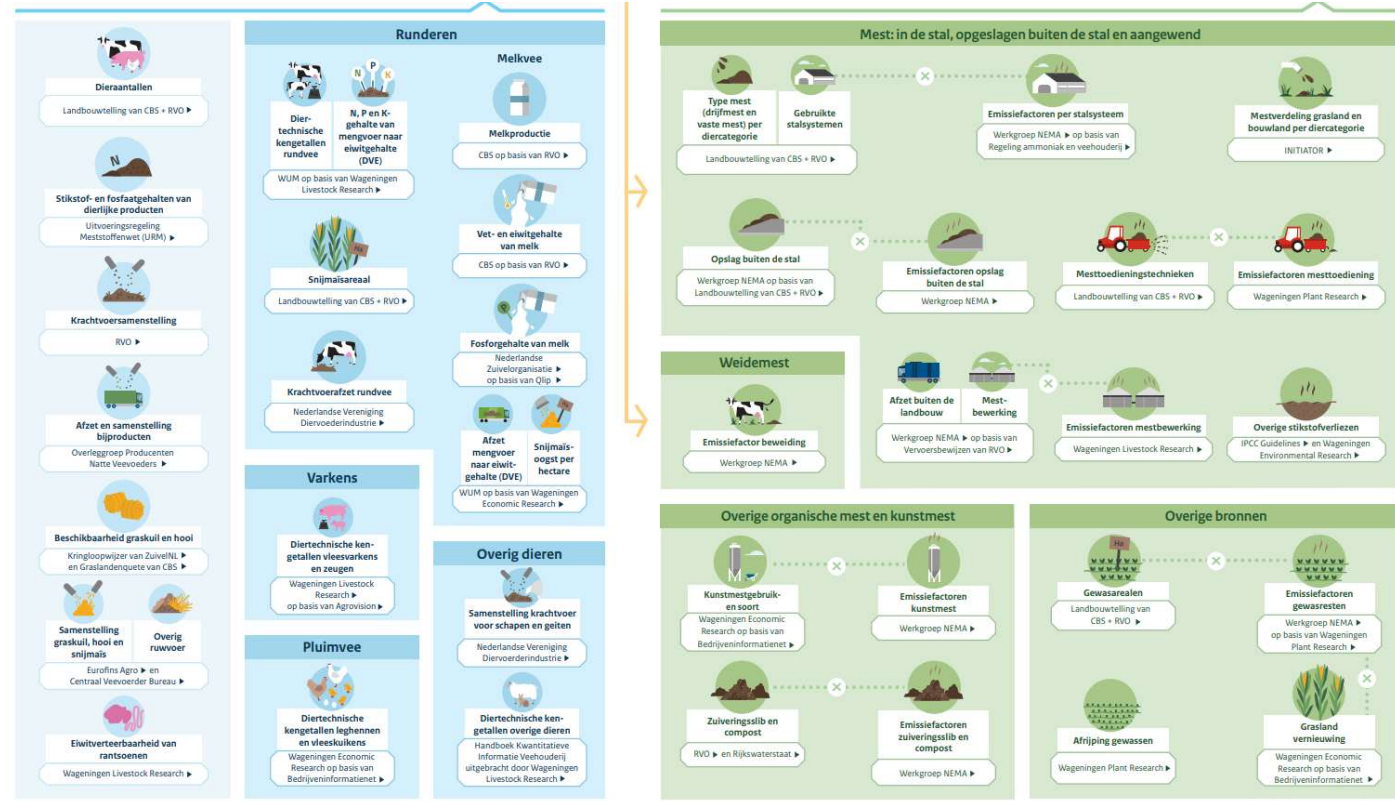 Dieraantallen
Landbouwtelling van CBS + RVO ▶
N
Stikstof- en fosfaatgehalten van
dierlijke producten
Uitvoeringsregeling
Meststoffenwet (URM) ▶
Krachtvoersamenstelling
RVO ▶
Afzet en samenstelling
bijproducten
Overleggroep Producenten
Natte Veevoeders ▶
Beschikbaarheid graskuil en hooi
Kringloopwijzer van ZuivelNL ▶
en Graslandenquete van CBS ▶
Samenstelling
graskuil, hooi en
snijmaïs
Overig
ruwvoer
Eurofins Agro ▶ en
Centraal Veevoerder Bureau ▶
Eiwitverteerbaarheid van
rantsoenen
Wageningen Livestock Research ▶
Runderen
Dier-
technische
kengetallen
rundvee
N P K
N, P en K-
gehalte van
mengvoer naar
eiwitgehalte
(DVE)
WUM op basis van Wageningen
Livestock Research ▶
Ha
Snijmaïsareaal
Landbouwtelling van CBS + RVO ▶
Krachtvoerafzet rundvee
Nederlandse Vereniging
Diervoederindustrie ▶
Melkvee
Melkproductie
CBS op basis van RVO ▶
Vet- en eiwitgehalte
van melk
CBS op basis van RVO ▶
Fosforgehalte van melk
Nederlandse
Zuivelorganisatie
op basis van Qlip ▶
Afzet
mengvoer
naar eiwit-
gehalte (DVE)
Ha
Snijmaïs-
oogst per
hectare
WUM op basis van Wageningen
Economic Research ▶
Varkens
Diertechnische ken-
getallen vleesvarkens
en zeugen
Wageningen Livestock
Research ▶
op basis van Agrovision ▶
Pluimvee
Diertechnische
kengetallen leghennen
en vleeskuikens
Wageningen Economic
Research op basis van
Bedrijveninformatienet ▶
Overig dieren
Samenstelling krachtvoer
voor schapen en geiten
Nederlandse Vereniging
Diervoerderindustrie ▶
Diertechnische ken-
getallen overige dieren
Handboek Kwantitatieve
Informatie Veehouderij
uitgebracht door Wageningen
Livestock Research ▶
Mest: in de stal, opgeslagen buiten de stal en aangewend
Type mest
(drijfmest en
vaste mest) per
diercategorie
Gebruikte
stalsystemen
Landbouwtelling van CBS + RVO ▶
Emissiefactoren per stalsysteem
Werkgroep NEMA ▶ op basis van
Regeling ammoniak en veehouderij ▶
Mestverdeling grasland en
bouwland per diercategorie
INITIATOR ▶
Opslag buiten de stal
Werkgroep NEMA op basis van
Landbouwtelling van CBS + RVO ▶
Emissiefactoren opslag
buiten de stal
Werkgroep NEMA ▶
Mesttoedieningstechnieken
Landbouwtelling van CBS + RVO ▶
Emissiefactoren mesttoediening
Wageningen Plant Research ▶
Weidemest
Emissiefactor beweiding
Werkgroep NEMA ▶
Afzet buiten de
landbouw
Mest-
bewerking
Werkgroep NEMA ▶ op basis van
Vervoersbewijzen van RVO ▶
Emissiefactoren mestbewerking
Wageningen Livestock Research ▶
Overige stikstofverliezen
IPCC Guidelines ▶ en Wageningen
Environmental Research ▶
Overige organische mest en kunstmest
Kunstmestgebruik-
en soort
Wageningen Economic
Research op basis van
Bedrijveninformatienet ▶
Emissiefactoren
kunstmest
Werkgroep NEMA ▶
Zuiveringsslib en
compost
RVO ▶ en Rijkswaterstaat ▶
Emissiefactoren
zuiveringsslib en
compost
Werkgroep NEMA ▶
Overige bronnen
Ha
Gewasarealen
Landbouwtelling van
CBS + RVO ▶
Emissiefactoren
gewasresten
Werkgroep NEMA ▶
op basis van Wageningen
Plant Research ▶
Afrijping gewassen
Wageningen Plant Research ▶
Grasland
vernieuwing
Wageningen Economic
Research op basis van
Bedrijveninformatienet ▶